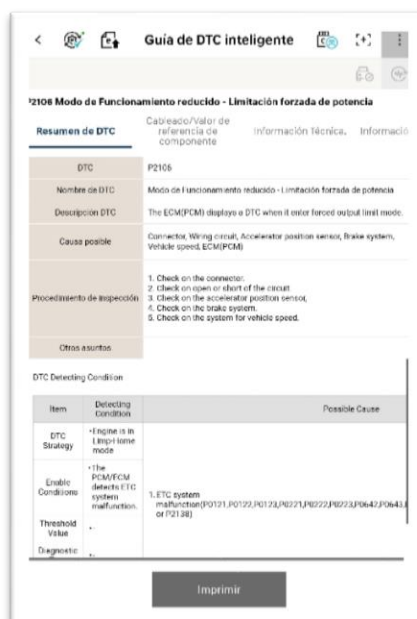 Guía de DTC inteligente
P2106 Modo de Funcionamiento reducido - Limitación forzada de potencia
Resumen de DTC
Cableado/Valor de
referencia de
componente
Información Técnica.
Informació
DTC
P2106
Nombre de DTC
Modo de Funcionamiento reducido - Limitación forzada de potencia
Descripción DTC
The ECM(PCM) displays a DTC when it enter forced output limit mode.
Causa posible
Connector, Wiring circuit, Accelerator position sensor, Brake system,
Vehicle speed, ECM(PCM)
Procedimiento de inspección
1. Check on the connector.
2. Check on open or short of the circuit
3. Check on the accelerator position sensor,
4. Check on the brake system.
5. Check on the system for vehicle speed.
Otros asuntos
DTC Detecting Condition
Item
Detecting
Condition
Possible Cause
DTC
Strategy
•Engine is in
Limp-Home
mode
Enable
Conditions
•The
PCM/ECM
detects ETC
system
malfunction.
1. ETC system
malfunction(P0121,P0122,P0123,P0221,P0222,P0223,P0642,P0643,
or P2138)
Threshold
Value
•-
Diagnostic
•-
Imprimir